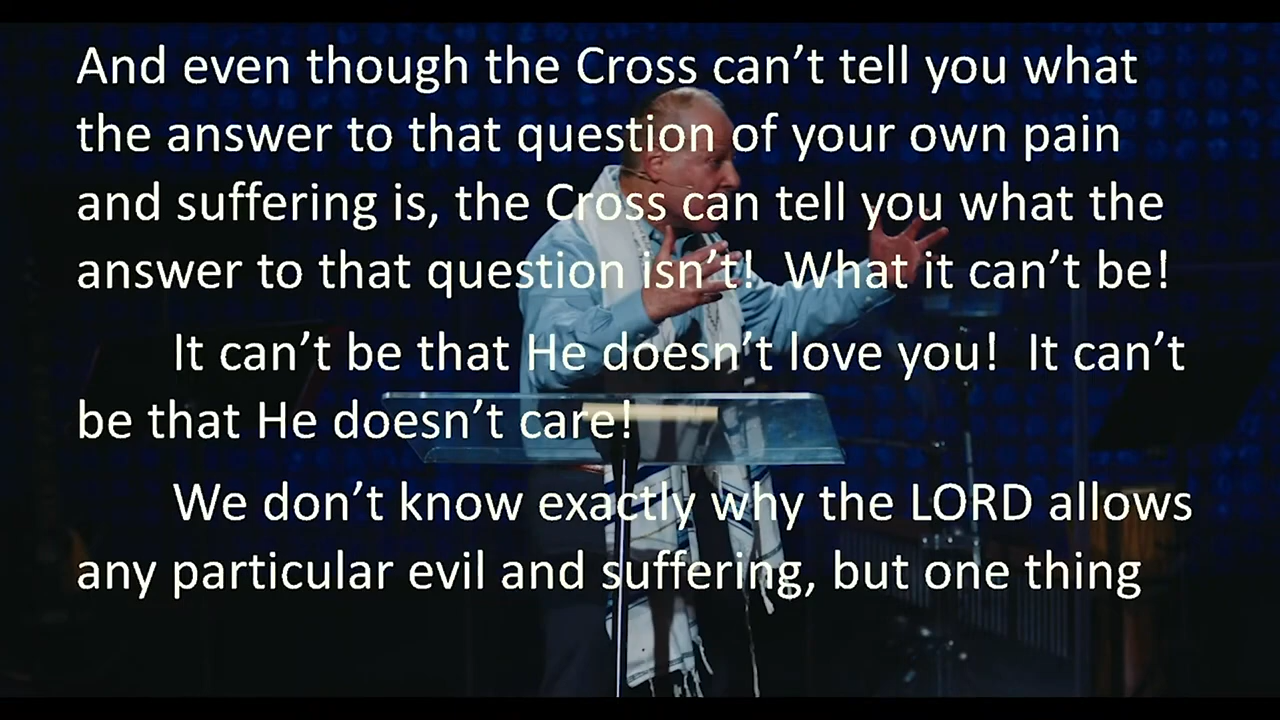 And even though the Cross can’t tell you what
the answer to that question of your own pain
and suffering is, the Cross can tell you what the
answer to that question isn’t!  What it can’t be!
It can’t be that He doesn’t love you!  It can’t
be that He doesn’t care!
We don’t know exactly why the LORD allows
any particular evil and suffering, but one thing